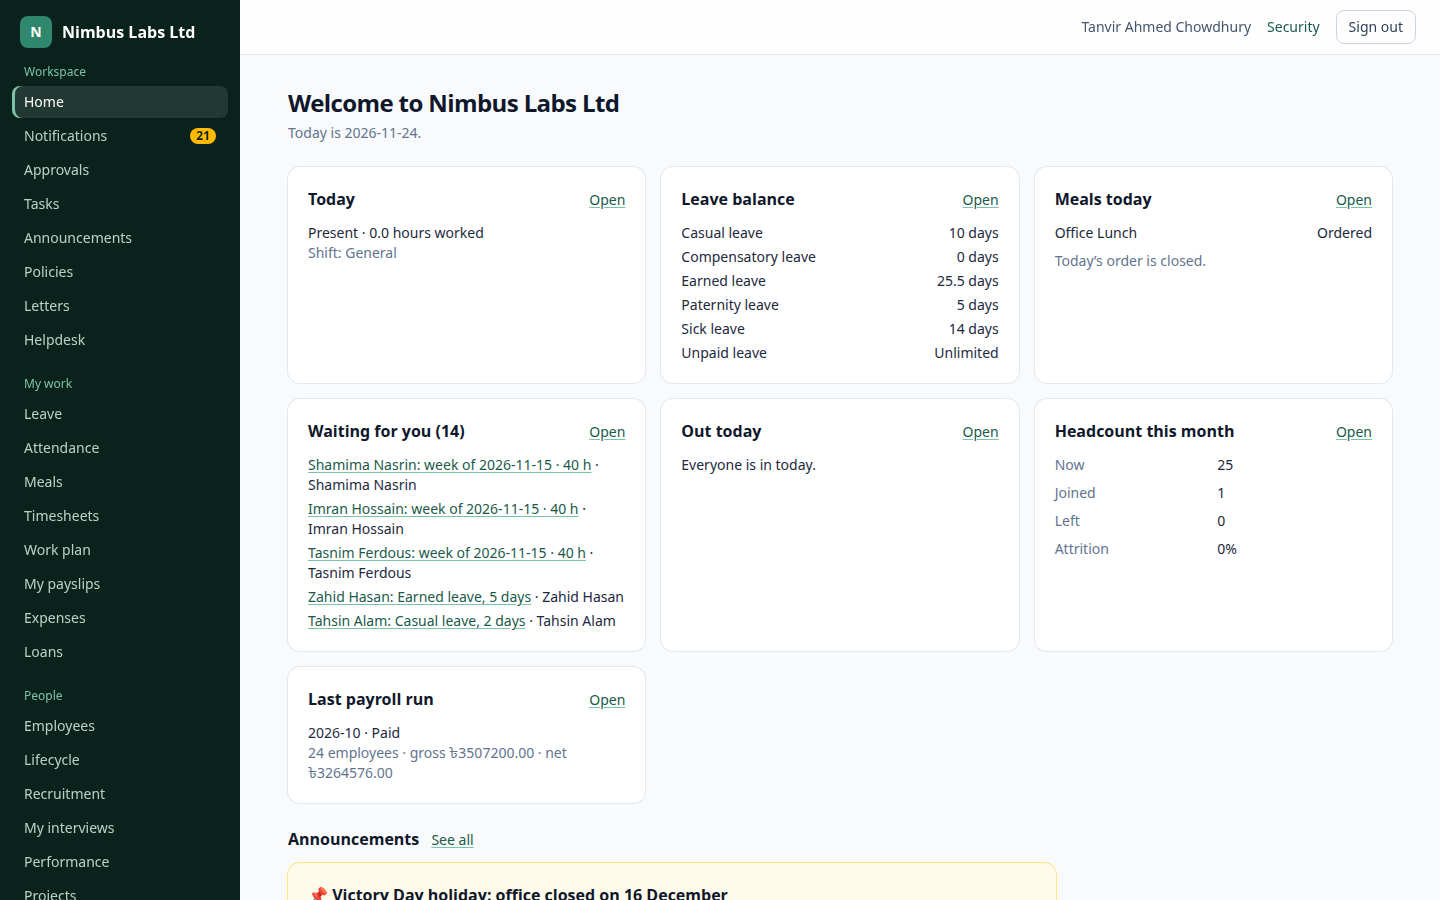 N Nimbus Labs Ltd
Workspace
Home
Notifications 21
Approvals
Tasks
Announcements
Policies
Letters
Helpdesk
My work
Leave
Attendance
Meals
Timesheets
Work plan
My payslips
Expenses
Loans
People
Employees
Lifecycle
Recruitment
My interviews
Performance
Projects
Tanvir Ahmed Chowdhury Security Sign out
Welcome to Nimbus Labs Ltd
Today is 2026-11-24.
Today Open
Present · 0.0 hours worked
Shift: General
Leave balance Open
Casual leave 10 days
Compensatory leave 0 days
Earned leave 25.5 days
Paternity leave 5 days
Sick leave 14 days
Unpaid leave Unlimited
Meals today Open
Office Lunch Ordered
Today’s order is closed.
Waiting for you (14) Open
Shamima Nasrin: week of 2026-11-15 · 40 h ·
Shamima Nasrin
Imran Hossain: week of 2026-11-15 · 40 h ·
Imran Hossain
Tasnim Ferdous: week of 2026-11-15 · 40 h ·
Tasnim Ferdous
Zahid Hasan: Earned leave, 5 days · Zahid Hasan
Tahsin Alam: Casual leave, 2 days · Tahsin Alam
Out today Open
Everyone is in today.
Headcount this month Open
Now 25
Joined 1
Left 0
Attrition 0%
Last payroll run Open
2026-10 · Paid
24 employees · gross ৳3507200.00 · net
৳3264576.00
Announcements See all
📌 Victory Day holiday: office closed on 16 December